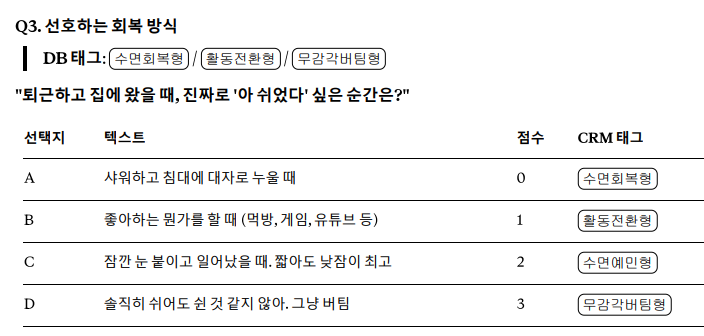 Q3. 선호하는 회복 방식
DB 태그: 수면회복형 / 활동전환형 / 무감각버팀형
"퇴근하고 집에 왔을 때, 진짜로 '아 쉬었다' 싶은 순간은?"
선택지 텍스트 점수 CRM 태그
A 샤워하고 침대에 대자로 누울 때 0 수면회복형
B 좋아하는 뭔가를 할 때 (먹방, 게임, 유튜브 등) 1 활동전환형
C 잠깐 눈 붙이고 일어났을 때. 짧아도 낮잠이 최고 2 수면예민형
D 솔직히 쉬어도 쉰 것 같지 않아. 그냥 버팀 3 무감각버팀형